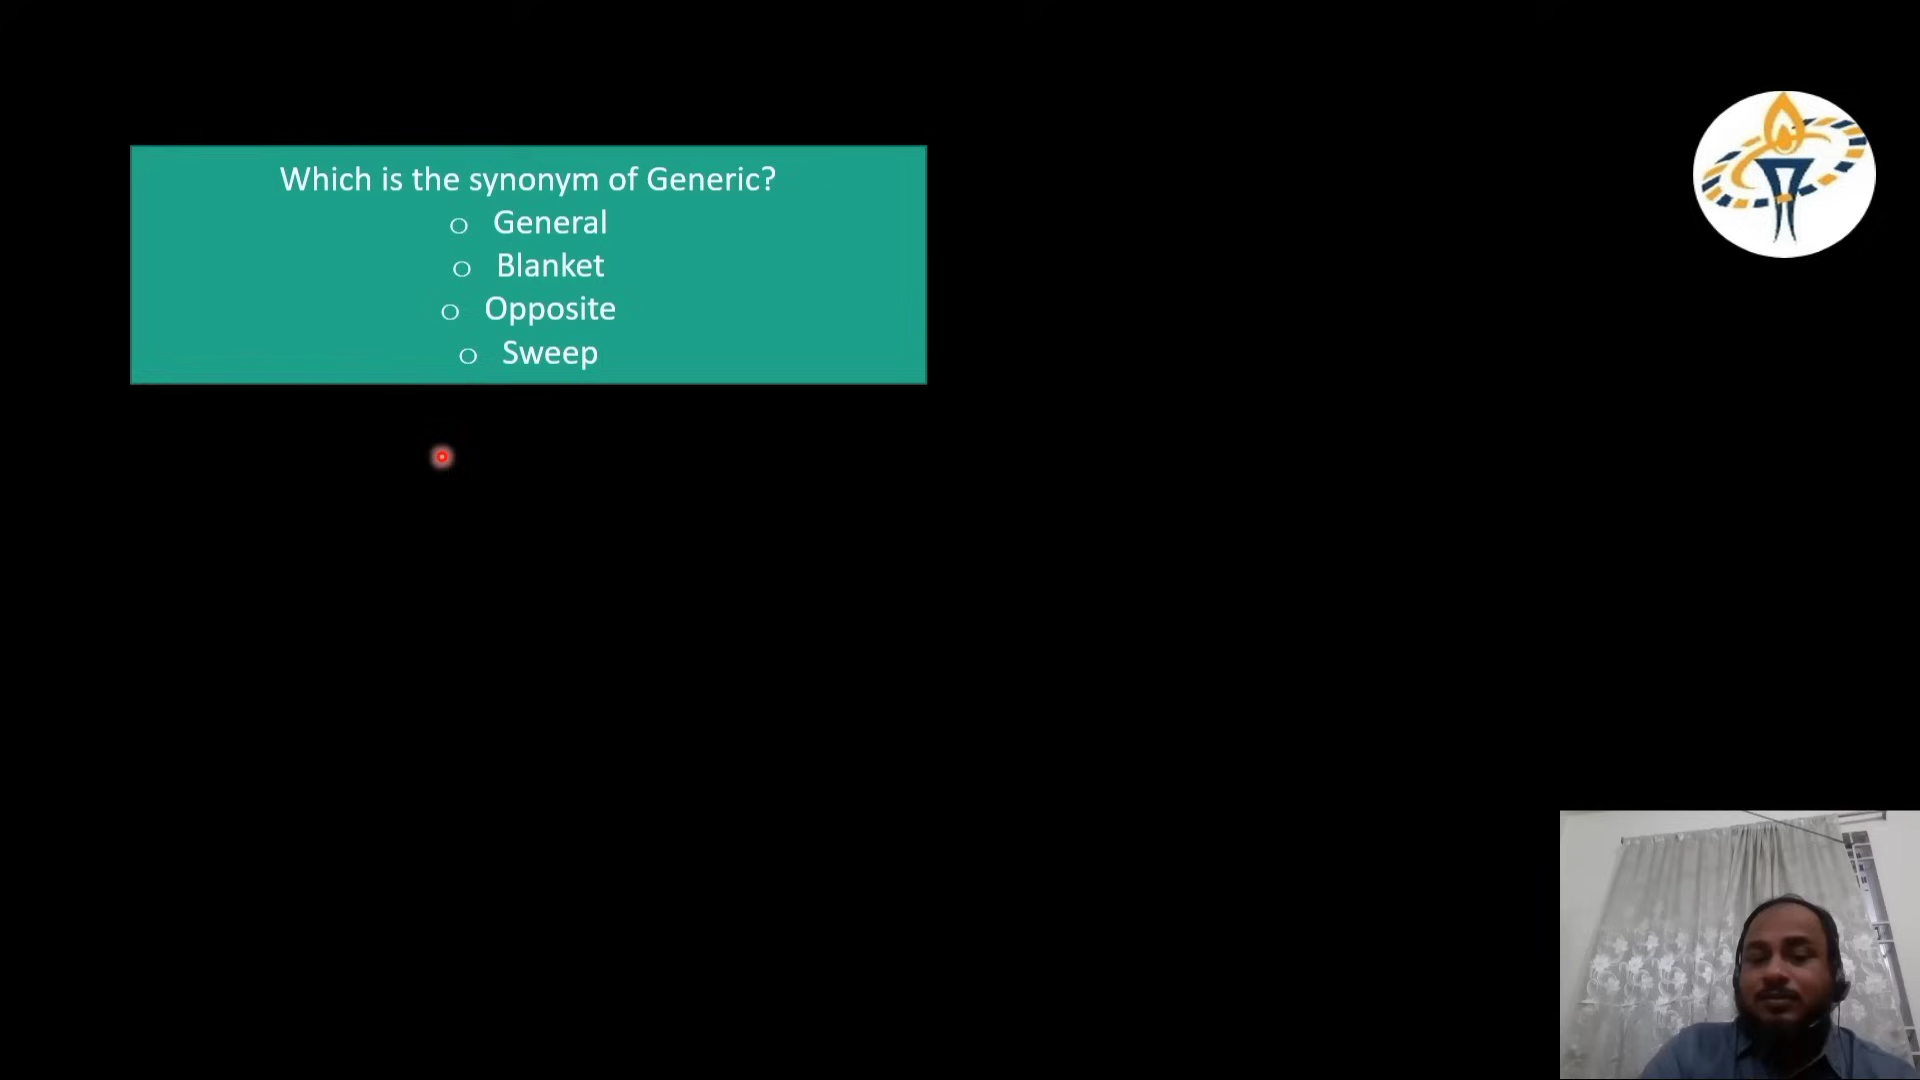 Which is the synonym of Generic?
o General
o Blanket
o Opposite
o Sweep